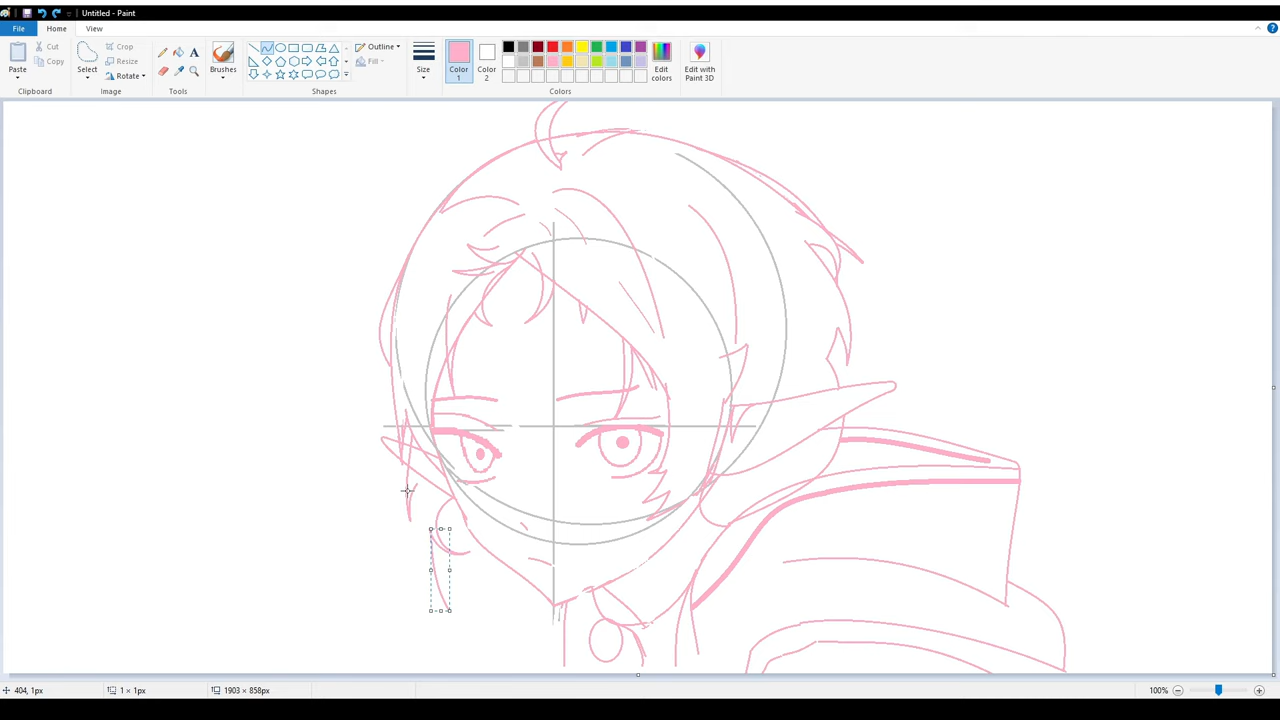 Untitled - Paint
File Home View
Paste
Cut
Copy
Clipboard
Select
Crop
Resize
Rotate
Image
A
Tools
Brushes
Outline
Fill
Shapes
Size
Color 1
Color 2
Edit colors
Colors
Edit with Paint 3D
404, 1px
1 × 1px
1903 × 858px
100%